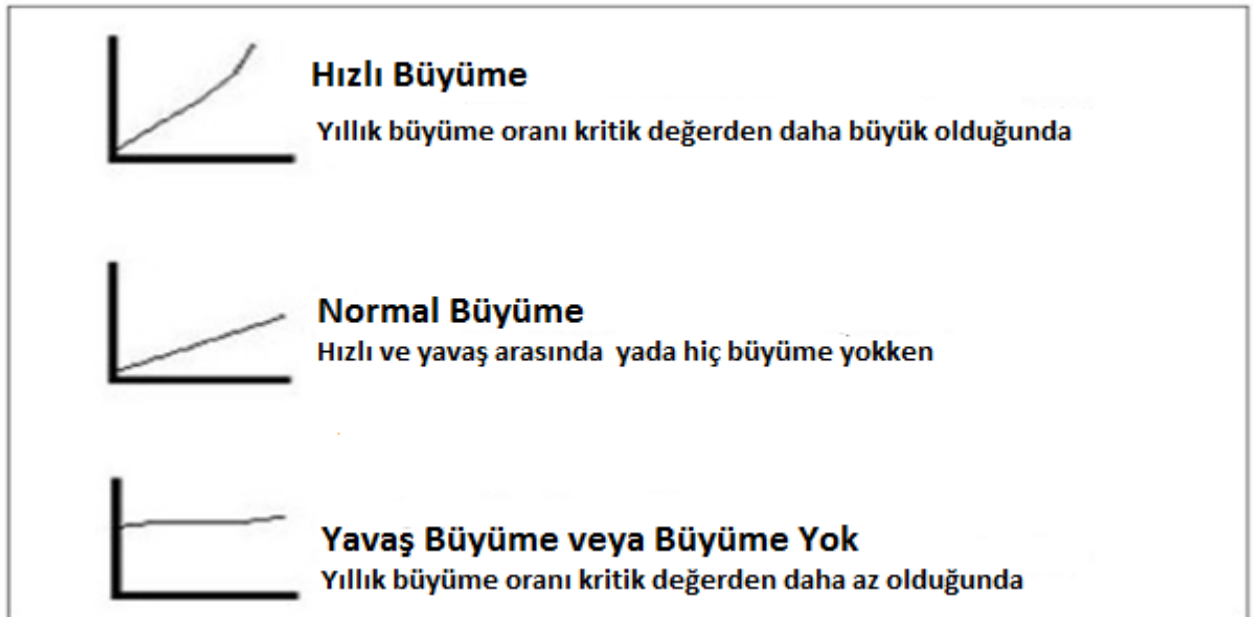 Hızlı Büyüme
Yıllık büyüme oranı kritik değerden daha büyük olduğunda
Normal Büyüme
Hızlı ve yavaş arasında yada hiç büyüme yokken
Yavaş Büyüme veya Büyüme Yok
Yıllık büyüme oranı kritik değerden daha az olduğunda